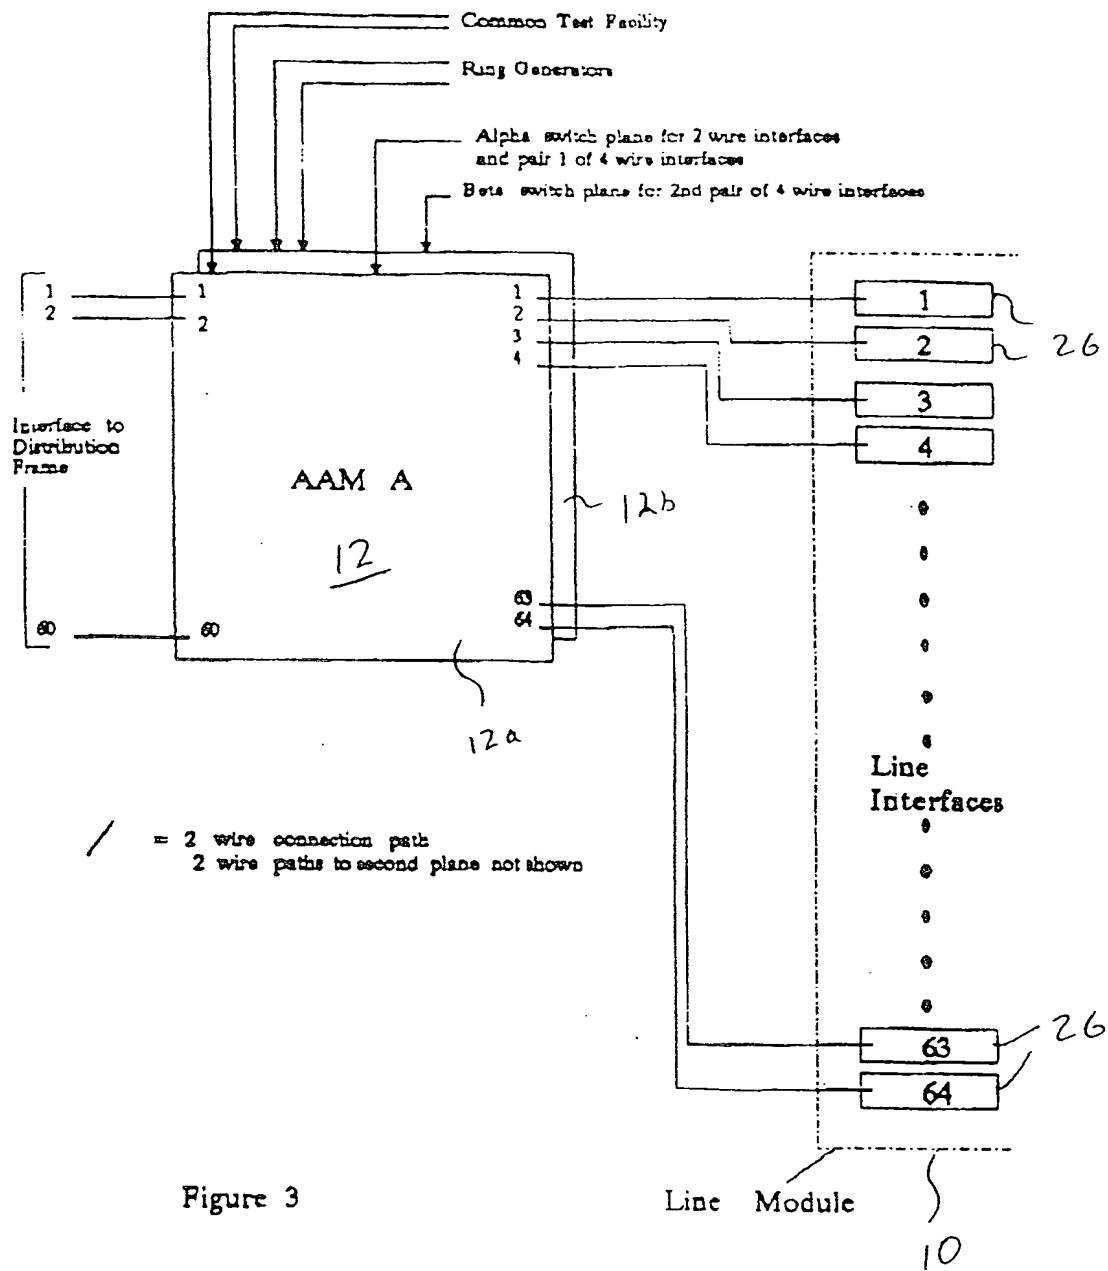 Common Test Facility
Ring Generators
Alpha switch plane for 2 wire interfaces
and pair 1 of 4 wire interfaces
Beta switch plane for 2nd pair of 4 wire interfaces
1
2
60
Interface to
Distribution
Frame
1
2
60
AAM A
12
1
2
3
4
63
64
12b
12a
1
2
3
4
26
Line
Interfaces
63
64
26
/ = 2 wire connection path
2 wire paths to second plane not shown
Figure 3
Line Module
10